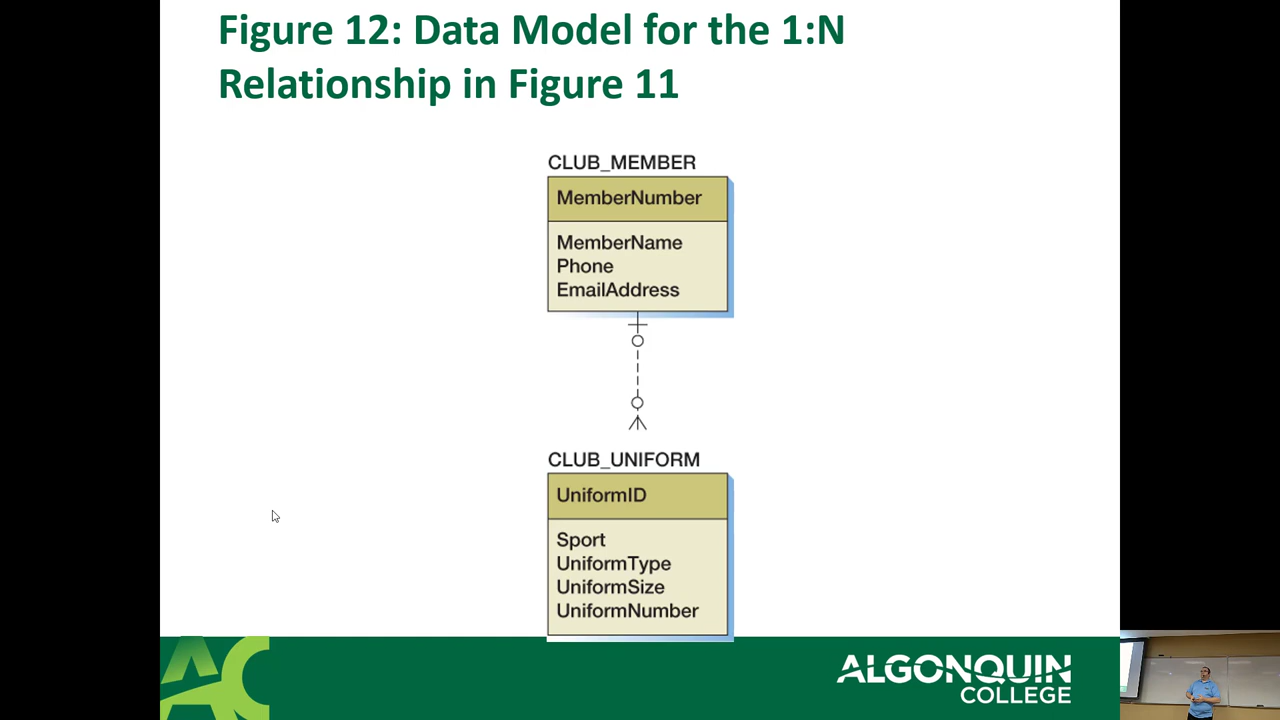 Figure 12: Data Model for the 1:N
Relationship in Figure 11
CLUB_MEMBER
MemberNumber
MemberName
Phone
EmailAddress
CLUB_UNIFORM
UniformID
Sport
UniformType
UniformSize
UniformNumber
AC
ALGONQUIN
COLLEGE